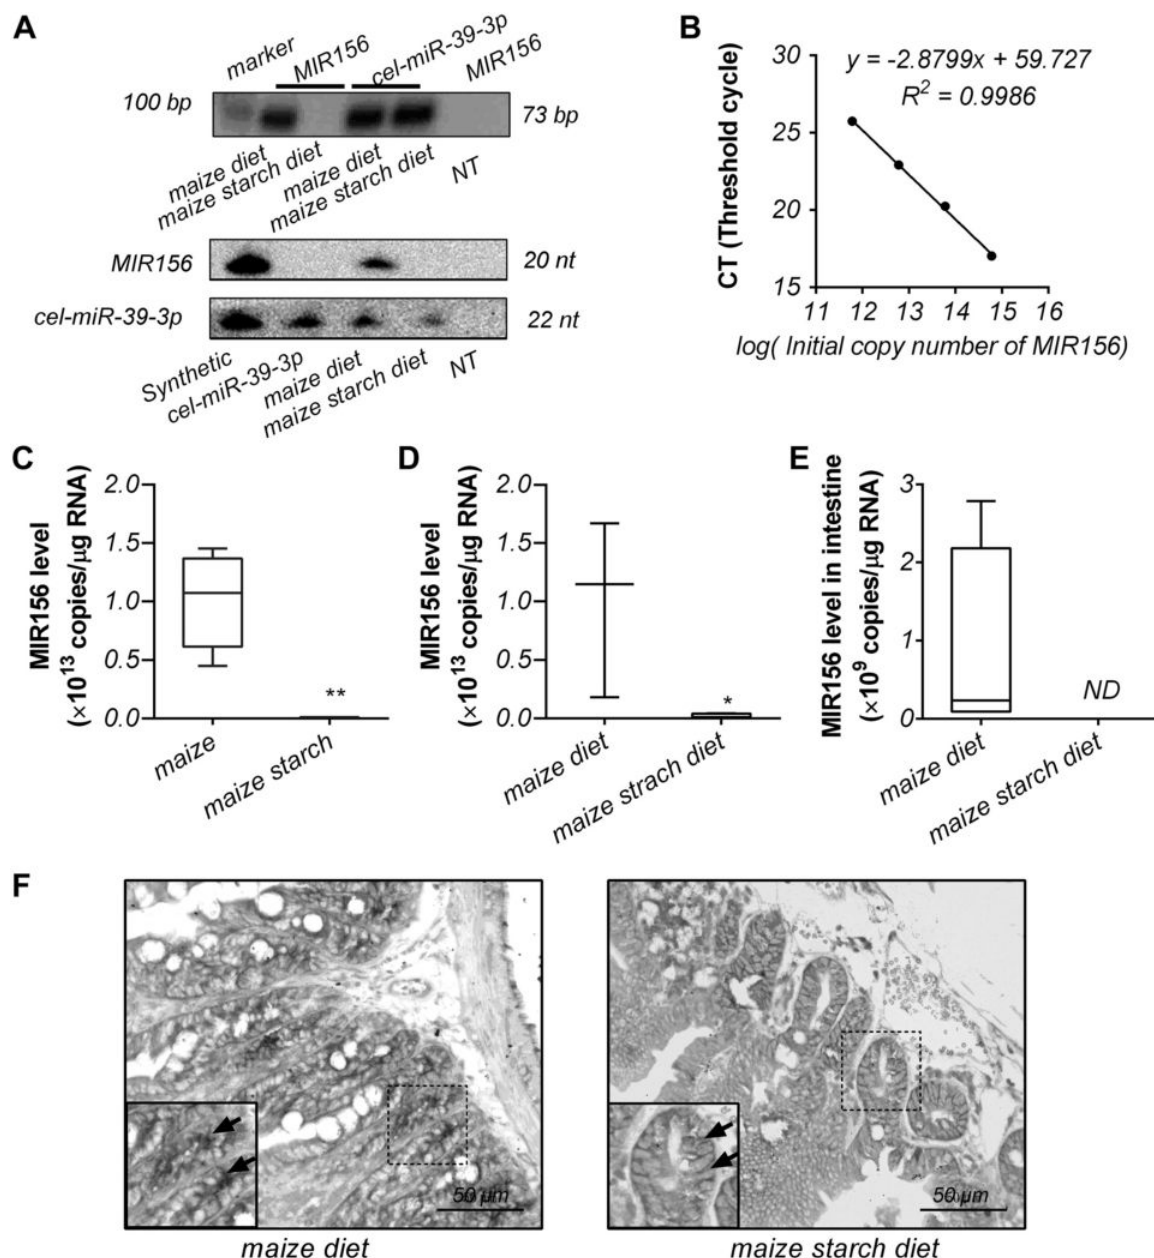 A
marker
MIR156
cel-miR-39-3p
MIR156
100 bp
73 bp
maize diet
maize starch diet
maize diet
maize starch diet
NT
MIR156
20 nt
cel-miR-39-3p
22 nt
Synthetic
cel-miR-39-3p
maize diet
maize starch diet
NT
B
CT (Threshold cycle)
30
25
20
15
y = -2.8799x + 59.727
R² = 0.9986
11 12 13 14 15 16
log( Initial copy number of MIR156)
C
MIR156 level
(×10¹³ copies/μg RNA)
2.0
1.5
1.0
0.5
0.0
**
maize
maize starch
D
MIR156 level
(×10¹³ copies/μg RNA)
2.0
1.5
1.0
0.5
0.0
*
maize diet
maize strach diet
E
MIR156 level in intestine
(×10⁹ copies/μg RNA)
3
2
1
0
ND
maize diet
maize starch diet
F
50 μm
50 μm
maize diet
maize starch diet